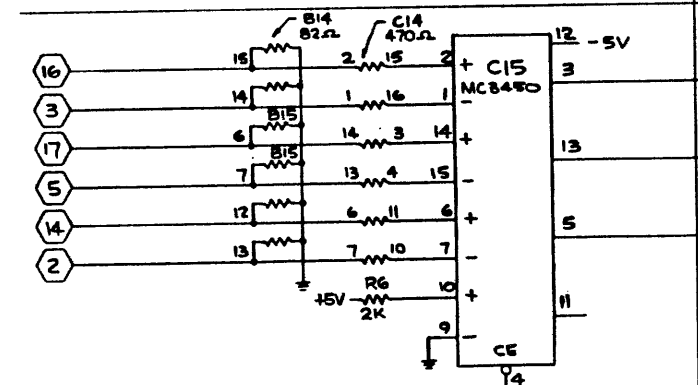 B14
82Ω
C14
470Ω
12 -5V
16 15 2 15 2 + C15 3
MC3450
3 14 1 16 1 -
B15
17 6 14 3 14 + 13
B15
5 7 13 4 15 -
14 12 6 11 6 + 5
2 13 7 10 7 -
R6
+5V 10 + 11
2K
9 -
CE
4